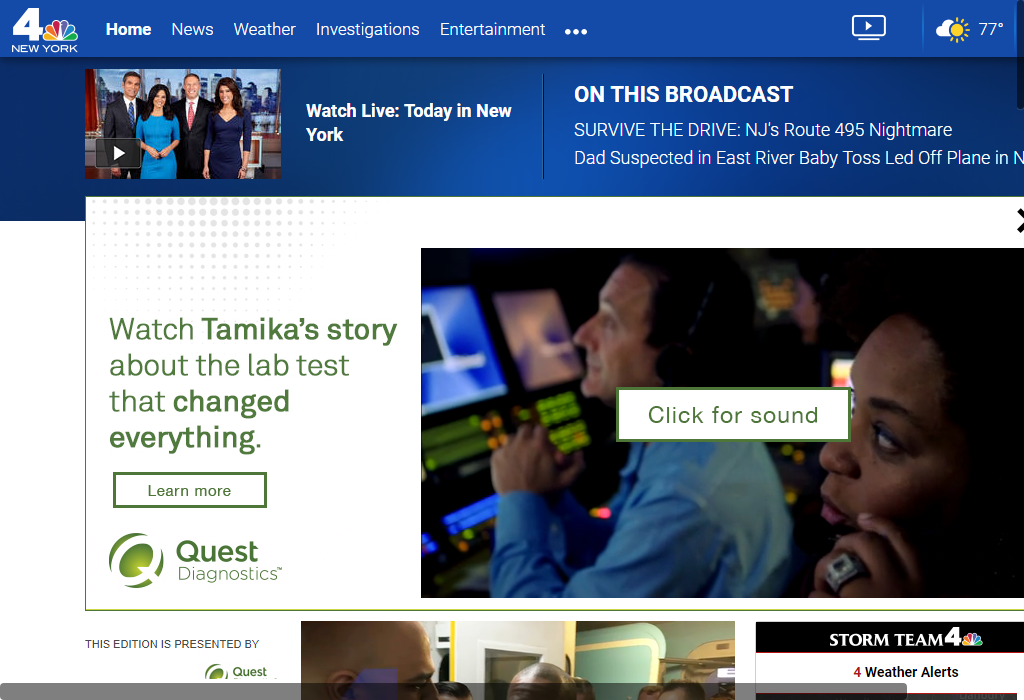 4
NEW YORK
Home News Weather Investigations Entertainment
77°
Watch Live: Today in New
York
ON THIS BROADCAST
SURVIVE THE DRIVE: NJ's Route 495 Nightmare
Dad Suspected in East River Baby Toss Led Off Plane in N
Watch Tamika's story
about the lab test
that changed
everything.
Click for sound
Learn more
Quest
Diagnostics™
THIS EDITION IS PRESENTED BY
Quest
STORM TEAM 4
4 Weather Alerts